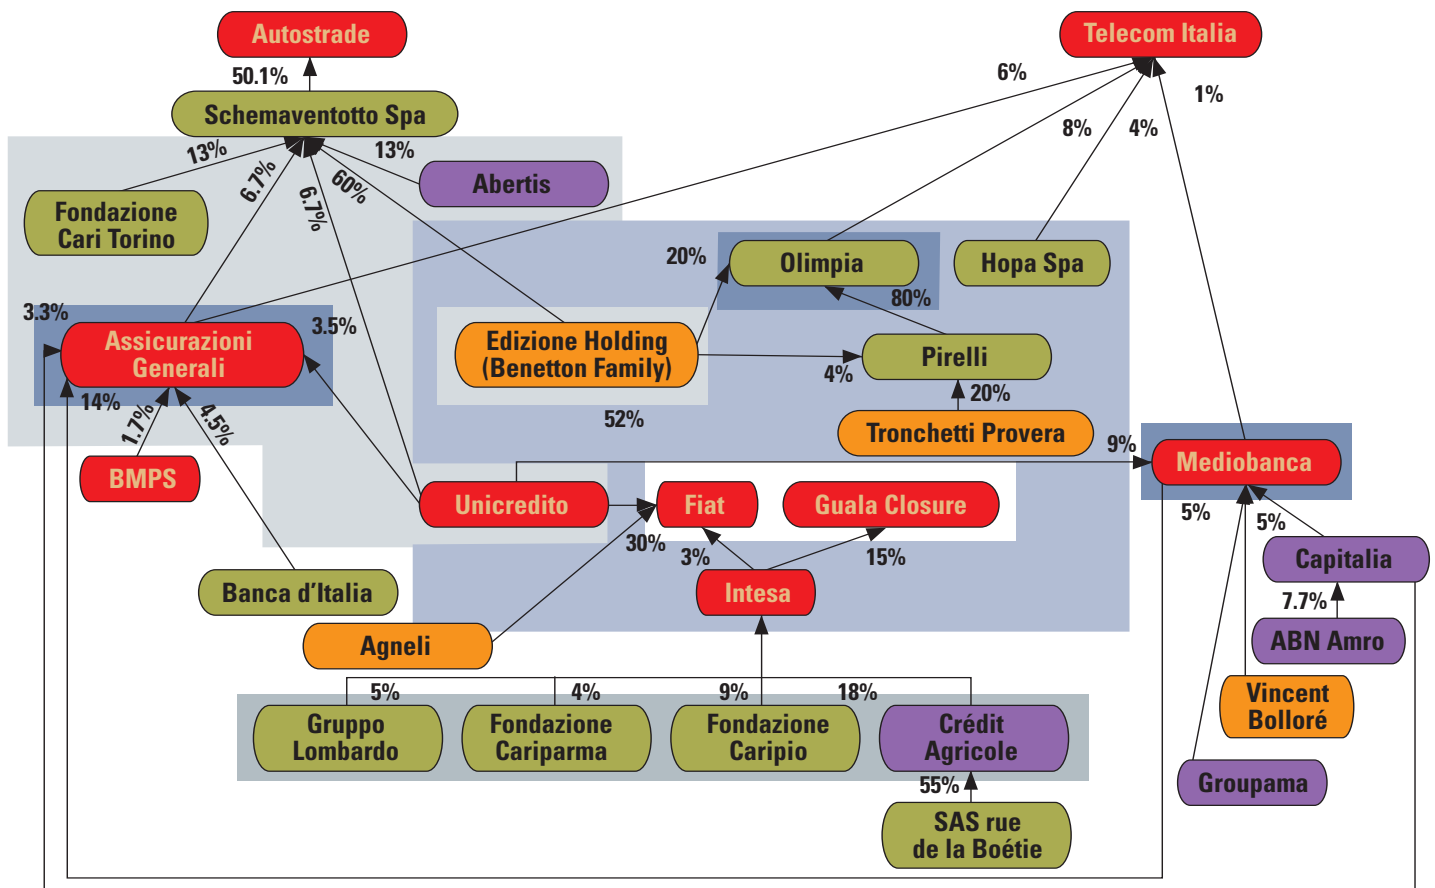 Autostrade
Telecom Italia
50.1%
6%
1%
Schemaventotto Spa
8%
4%
13%
6.7%
6.7%
60%
13%
Abertis
Fondazione
Cari Torino
20%
Olimpia
Hopa Spa
80%
3.3%
3.5%
Assicurazioni
Generali
Edizione Holding
(Benetton Family)
Pirelli
4%
20%
14%
1.7%
4.5%
52%
Tronchetti Provera
9%
Mediobanca
BMPS
Unicredito
Fiat
Guala Closure
5%
5%
30%
3%
15%
Capitalia
Banca d’Italia
Intesa
7.7%
Agneli
ABN Amro
5%
4%
9%
18%
Vincent
Bolloré
Gruppo
Lombardo
Fondazione
Cariparma
Fondazione
Caripio
Crédit
Agricole
Groupama
55%
SAS rue
de la Boétie